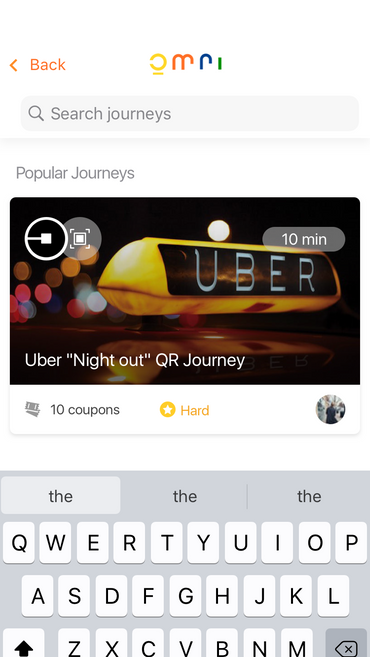 Back
omni
Search journeys
Popular Journeys
10 min
UBER
Uber "Night out" QR Journey
10 coupons
Hard
the the the
Q W E R T Y U I O P
A S D F G H J K L
Z X C V B N M